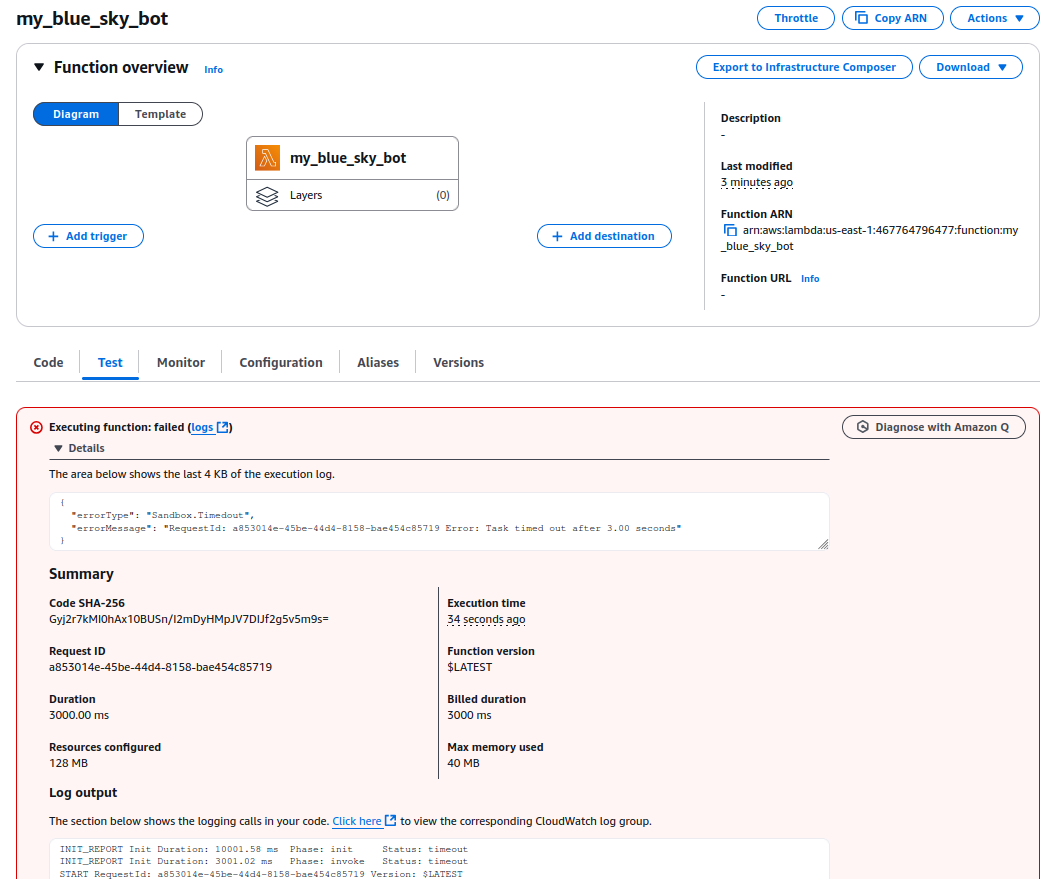 my_blue_sky_bot
Throttle
Copy ARN
Actions
Function overview
Info
Export to Infrastructure Composer
Download
Diagram
Template
my_blue_sky_bot
Layers
(0)
Add trigger
Add destination
Description
-
Last modified
3 minutes ago
Function ARN
arn:aws:lambda:us-east-1:467764796477:function:my
_blue_sky_bot
Function URL Info
-
Code
Test
Monitor
Configuration
Aliases
Versions
Executing function: failed (logs)
Diagnose with Amazon Q
Details
The area below shows the last 4 KB of the execution log.
{
"errorType": "Sandbox.Timedout",
"errorMessage": "RequestId: a853014e-45be-44d4-8158-bae454c85719 Error: Task timed out after 3.00 seconds"
}
Summary
Code SHA-256
Gyj2r7kMI0hAx10BUSn/I2mDyHMpJV7DIJf2g5v5m9s=
Execution time
34 seconds ago
Request ID
a853014e-45be-44d4-8158-bae454c85719
Function version
$LATEST
Duration
3000.00 ms
Billed duration
3000 ms
Resources configured
128 MB
Max memory used
40 MB
Log output
The section below shows the logging calls in your code. Click here to view the corresponding CloudWatch log group.
INIT_REPORT Init Duration: 10001.58 ms Phase: init Status: timeout
INIT_REPORT Init Duration: 3001.02 ms Phase: invoke Status: timeout
START RequestId: a853014e-45be-44d4-8158-bae454c85719 Version: $LATEST